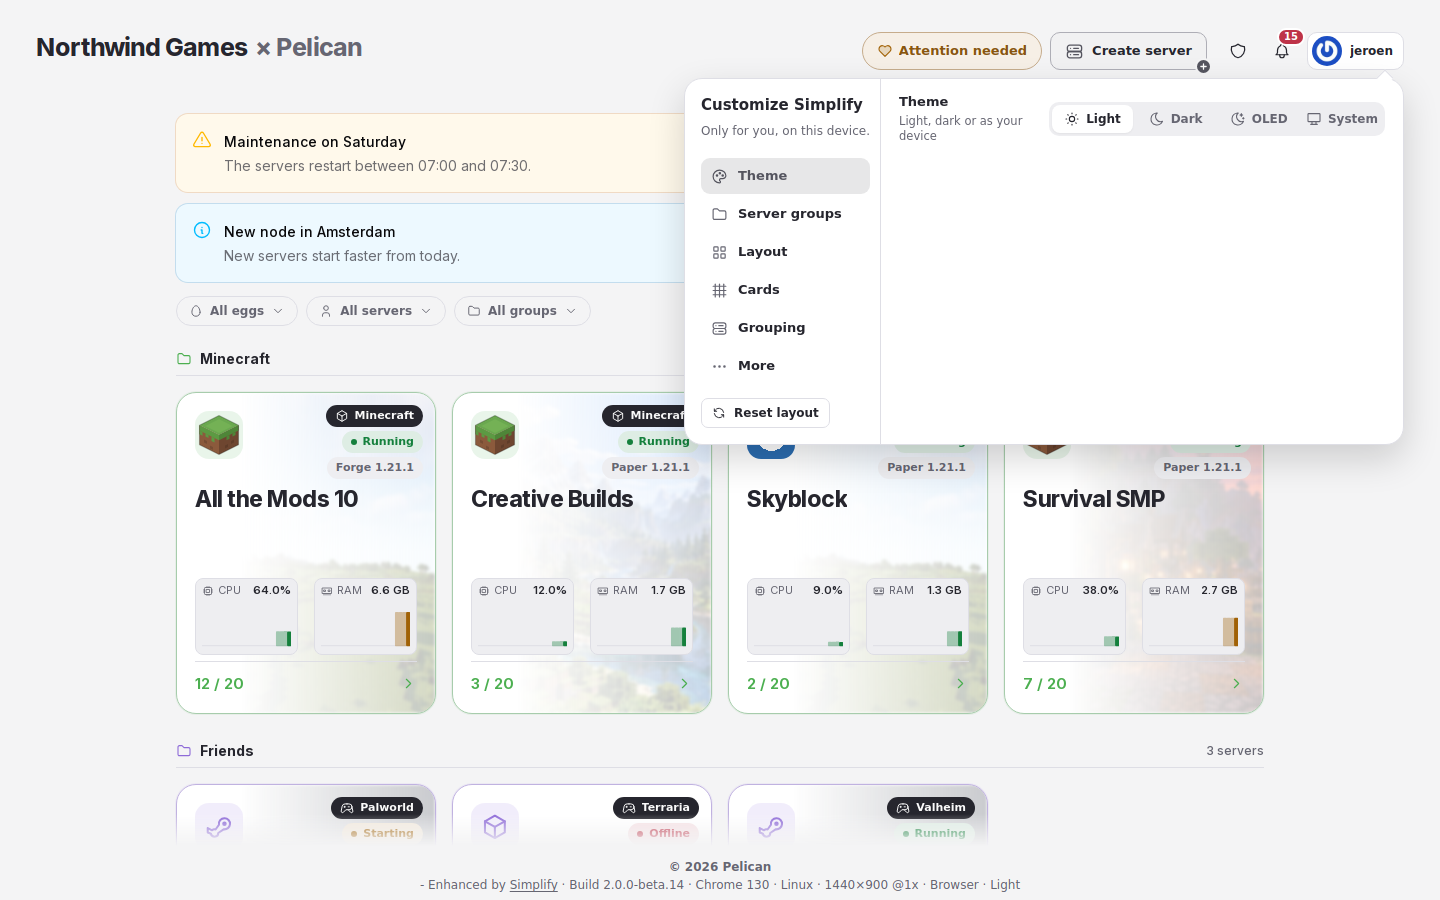 Northwind Games × Pelican
Attention needed
Create server
15
jeroen
Maintenance on Saturday
The servers restart between 07:00 and 07:30.
New node in Amsterdam
New servers start faster from today.
All eggs
All servers
All groups
Customize Simplify
Only for you, on this device.
Theme
Server groups
Layout
Cards
Grouping
More
Reset layout
Theme
Light, dark or as your
device
Light
Dark
OLED
System
Minecraft
Minecraft
Running
Forge 1.21.1
All the Mods 10
CPU 64.0%
RAM 6.6 GB
12 / 20
Minecraft
Running
Paper 1.21.1
Creative Builds
CPU 12.0%
RAM 1.7 GB
3 / 20
Paper 1.21.1
Skyblock
CPU 9.0%
RAM 1.3 GB
2 / 20
Paper 1.21.1
Survival SMP
CPU 38.0%
RAM 2.7 GB
7 / 20
Friends
3 servers
Palworld
Starting
Terraria
Offline
Valheim
Running
© 2026 Pelican
- Enhanced by Simplify · Build 2.0.0-beta.14 · Chrome 130 · Linux · 1440×900 @1x · Browser · Light